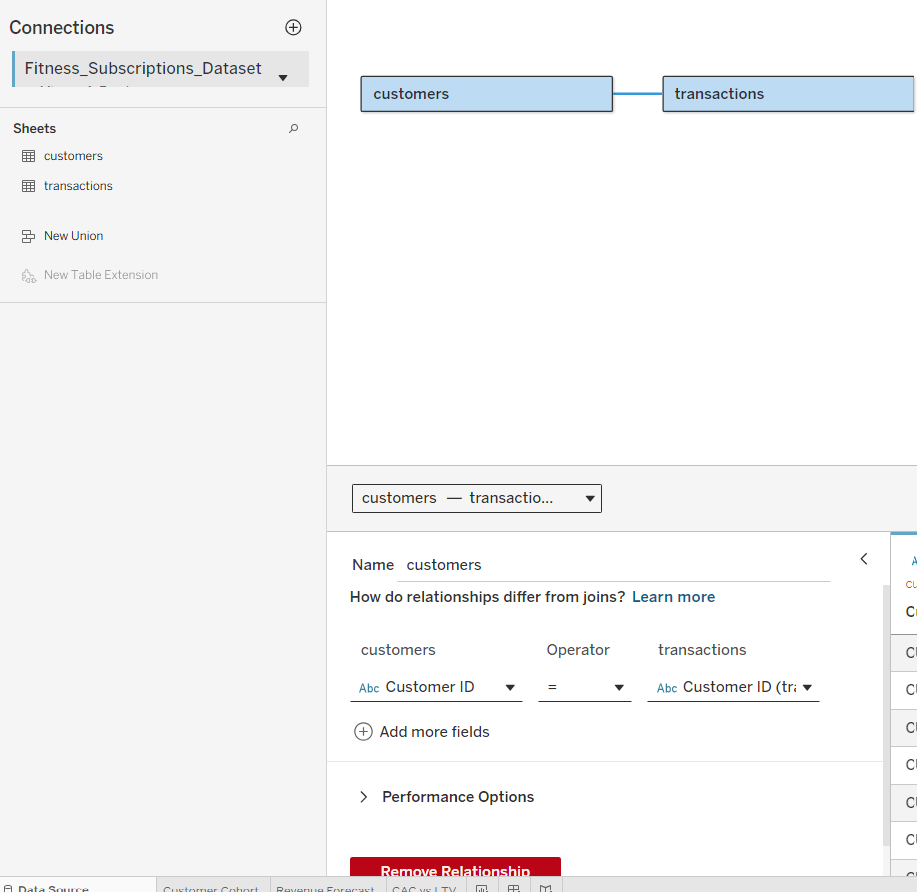 Connections
Fitness_Subscriptions_Dataset
Sheets
customers
transactions
New Union
New Table Extension
customers
transactions
customers — transactio...
Name customers
How do relationships differ from joins? Learn more
customers Operator transactions
Abc Customer ID = Abc Customer ID (tra
Add more fields
Performance Options
Remove Relationship
Data Source Customer Cohort Revenue Forecast CAC vs LTV